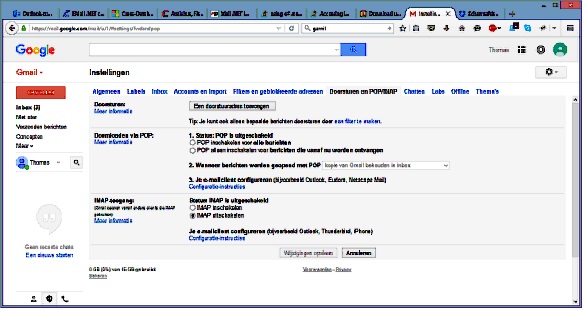 https://mail.google.com/mail/u/1/#settings/fwdandpop
gamil
Google
Thomas
Gmail
Instellingen
Algemeen Labels Inbox Accounts en import Filters en geblokkeerde adressen Doorsturen en POP/IMAP Chatten Labs Offline Thema's
Inbox (2)
Met ster
Verzonden berichten
Concepten
Meer
Thomas
Geen recente chats
Een nieuwe starten
Doorsturen:
Meer informatie
Een doorstuuradres toevoegen
Tip: Je kunt ook alleen bepaalde berichten doorsturen door een filter te maken.
Downloaden via POP:
Meer informatie
1. Status: POP is uitgeschakeld
POP inschakelen voor alle berichten
POP alleen inschakelen voor berichten die vanaf nu worden ontvangen
2. Wanneer berichten worden geopend met POP kopie van Gmail behouden in Inbox
3. Je e-mailclient configureren (bijvoorbeeld Outlook, Eudora, Netscape Mail)
Configuratie-instructies
IMAP-toegang:
Meer informatie
Status: IMAP is uitgeschakeld
IMAP inschakelen
IMAP uitschakelen
Je e-mailclient configureren (bijvoorbeeld Outlook, Thunderbird, iPhone)
Configuratie-instructies
Wijzigingen opslaan Annuleren
0 GB (0%) van 15 GB gebruikt
Beheren
Voorwaarden - Privacy